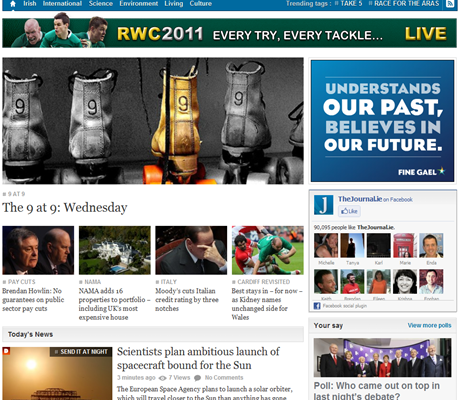 Irish International Science Environment Living Culture
Trending tags: # TAKE 5 # RACE FOR THE ARAS
RWC2011 EVERY TRY, EVERY TACKLE... LIVE
9 9 9 9
# 9 AT 9
The 9 at 9: Wednesday
UNDERSTANDS
OUR PAST,
BELIEVES IN
OUR FUTURE.
FINE GAEL
J
TheJournal.ie on Facebook
Like
90,095 people like TheJournal.ie.
Michelle Tanya Karl Marie Enda
Keith Brendan Eileen Aishling Conor
Facebook social plugin
# PAY CUTS
Brendan Howlin: No
guarantees on public
sector pay cuts
# NAMA
NAMA adds 16
properties to portfolio –
including UK's most
expensive house
# ITALY
Moody's cuts Italian
credit rating by three
notches
# CARDIFF REVISITED
Best stays in – for now –
as Kidney names
unchanged side for
Wales
Today's News
# SEND IT AT NIGHT
Scientists plan ambitious launch of
spacecraft bound for the Sun
3 minutes ago 7 Views No Comments
The European Space Agency plans to launch a solar orbiter,
which will travel closer to the Sun than anything has gone
Your say View more polls
Poll: Who came out on top in
last night's debate?